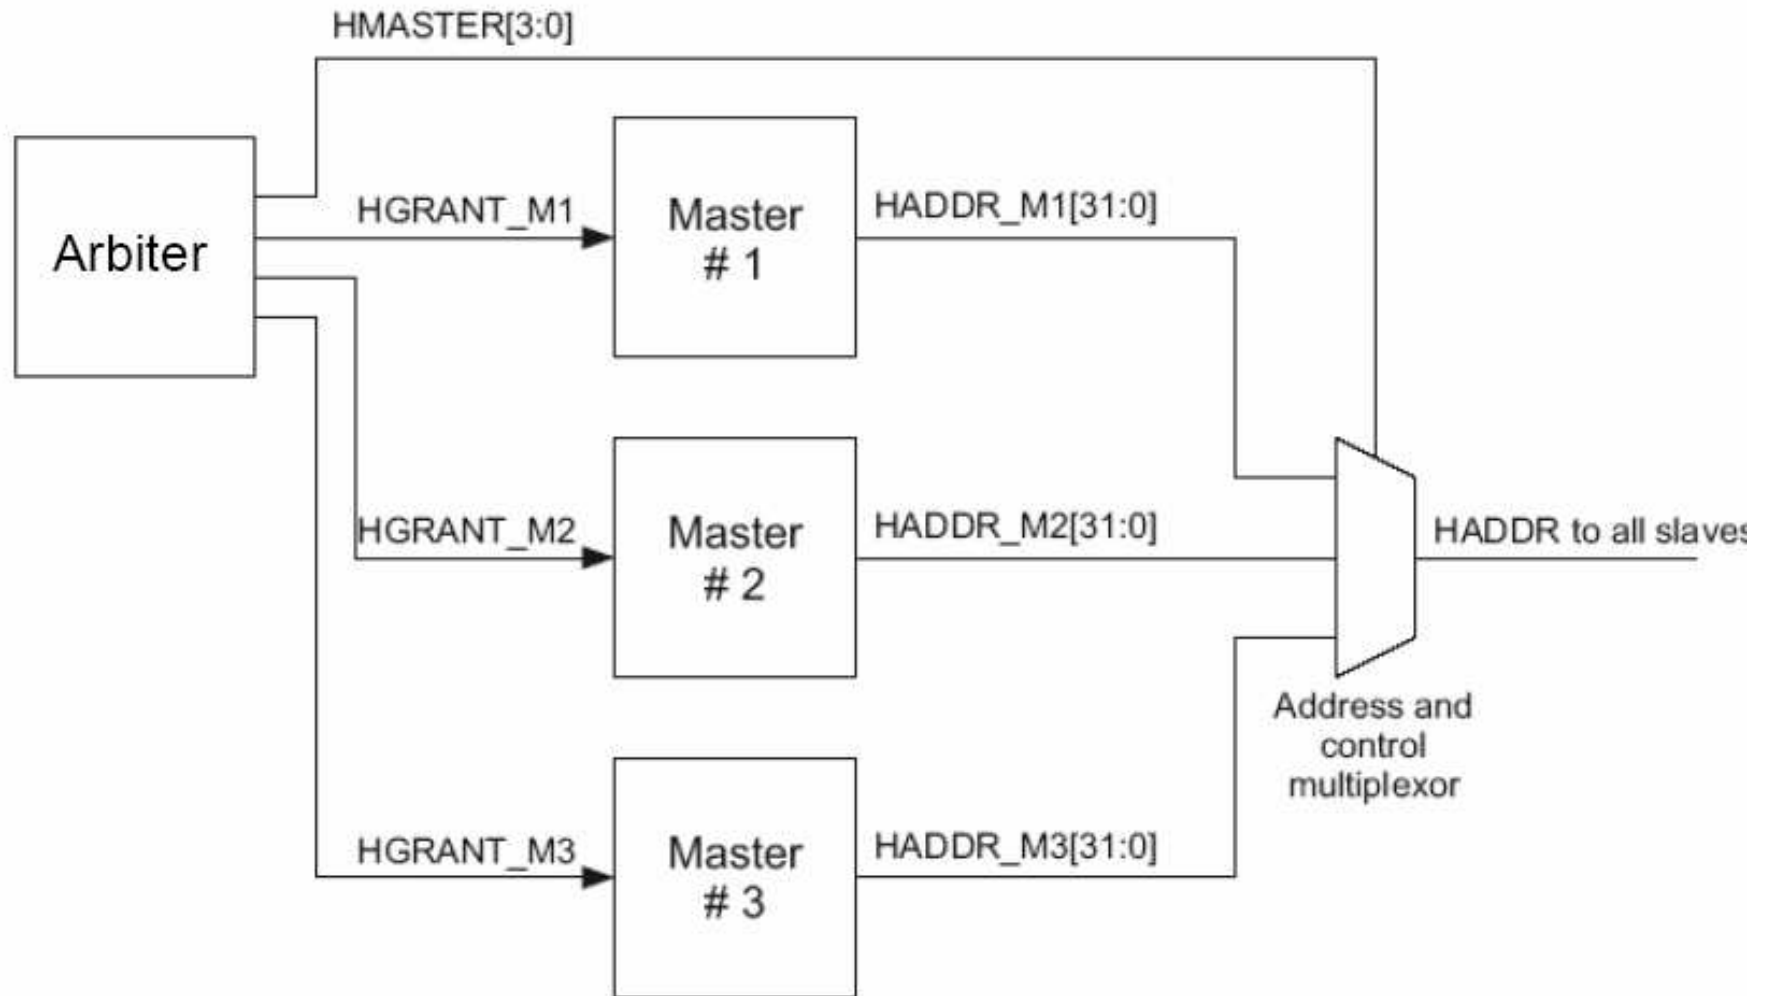 HMASTER[3:0]
Arbiter
HGRANT_M1
Master
# 1
HADDR_M1[31:0]
HGRANT_M2
Master
# 2
HADDR_M2[31:0]
HADDR to all slaves
Address and
control
multiplexor
HGRANT_M3
Master
# 3
HADDR_M3[31:0]